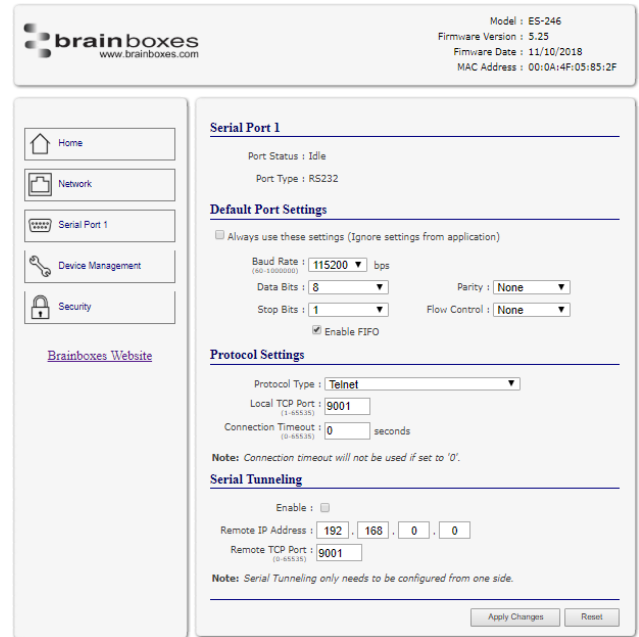 brainboxes
www.brainboxes.com
Model : ES-246
Firmware Version : 5.25
Fimware Date : 11/10/2018
MAC Address : 00:0A:4F:05:85:2F
Home
Network
Serial Port 1
Device Management
Security
Brainboxes Website
Serial Port 1
Port Status : Idle
Port Type : RS232
Default Port Settings
Always use these settings (Ignore settings from application)
Baud Rate : 115200 bps
(60-1000000)
Data Bits : 8 Parity : None
Stop Bits : 1 Flow Control : None
Enable FIFO
Protocol Settings
Protocol Type : Telnet
Local TCP Port : 9001
(1-65535)
Connection Timeout : 0 seconds
(0-65535)
Note: Connection timeout will not be used if set to '0'.
Serial Tunneling
Enable :
Remote IP Address : 192 . 168 . 0 . 0
Remote TCP Port : 9001
(0-65535)
Note: Serial Tunneling only needs to be configured from one side.
Apply Changes Reset